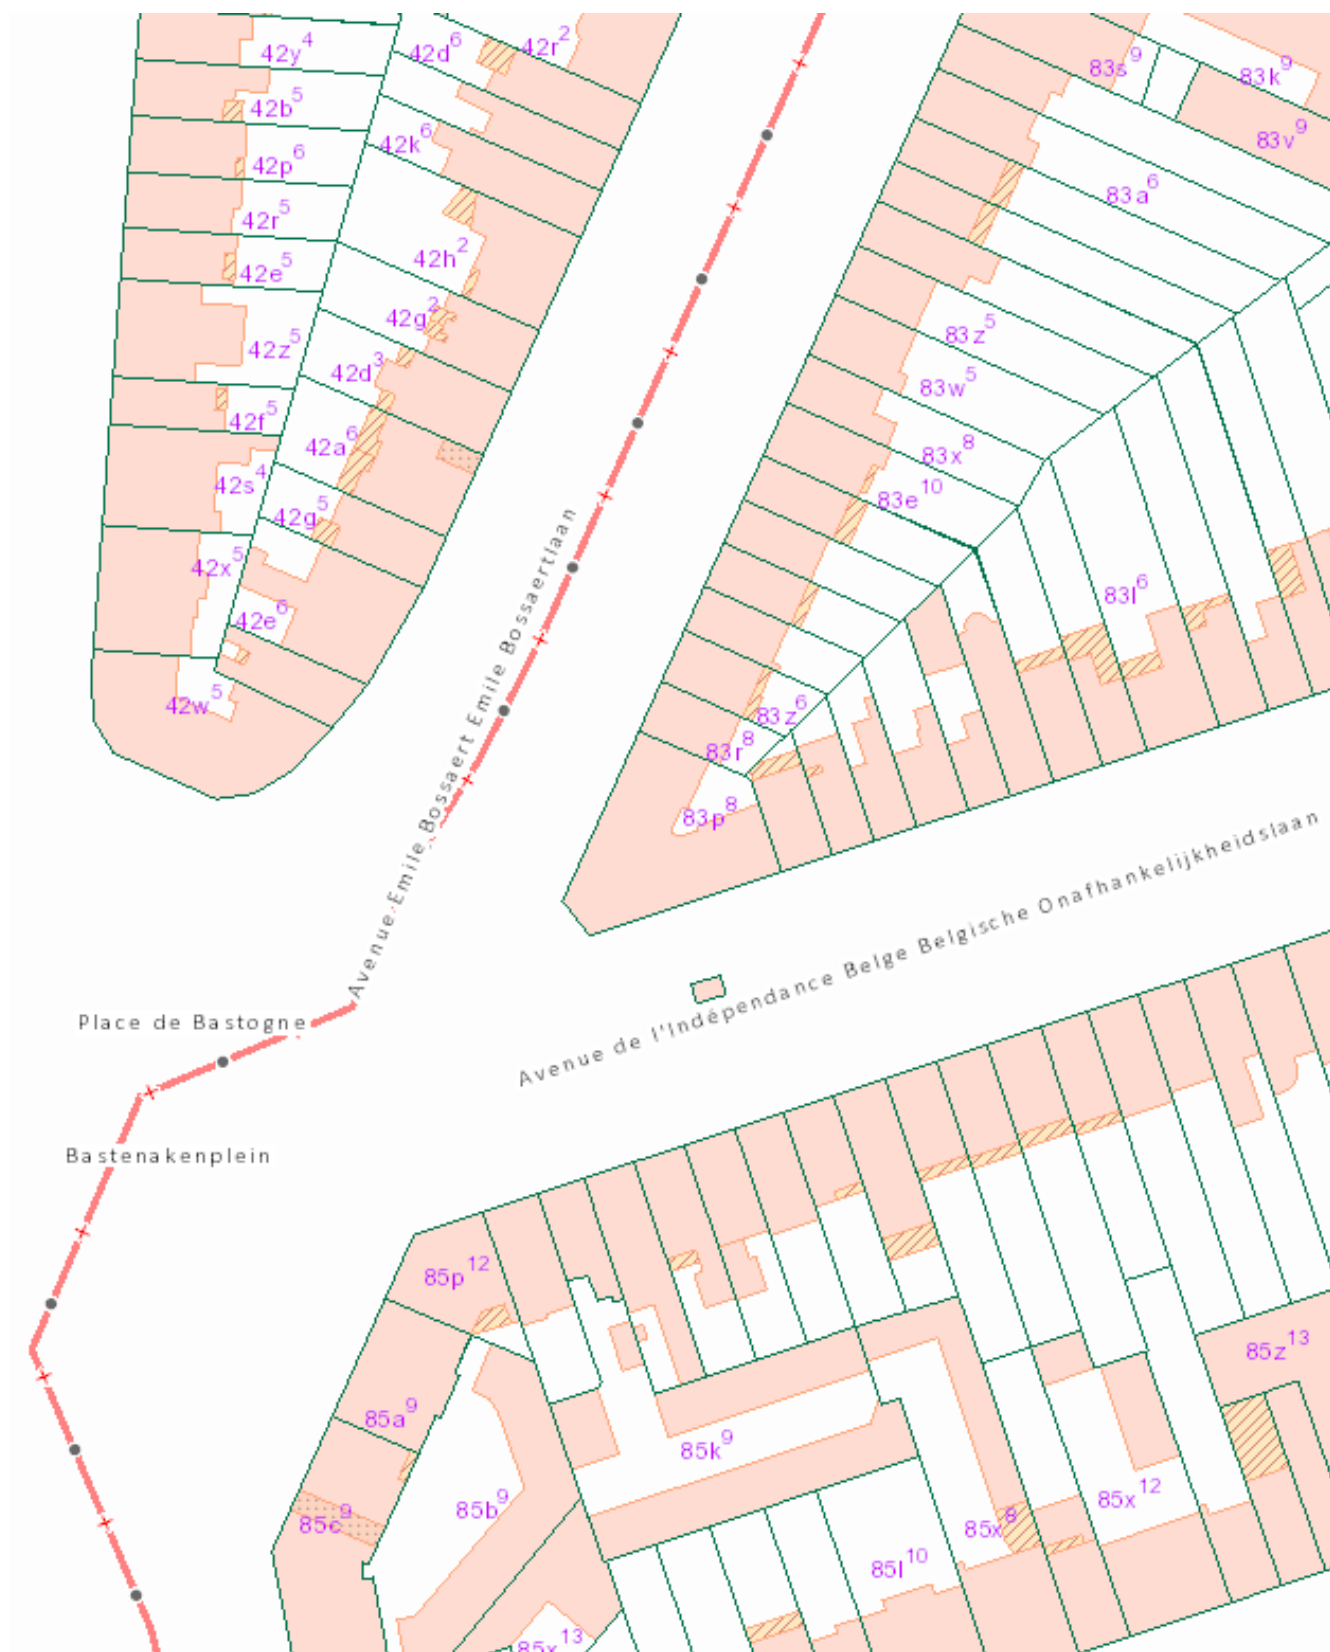 42y⁴
42d⁶
42r²
83s⁹
83k⁹
42b⁵
42k⁶
83v⁹
42p⁶
83a⁶
42r⁵
42h²
42e⁵
42g²
83z⁵
42z⁵
42d³
83w⁵
42f⁵
42a⁶
83x⁸
42s⁴
83e¹⁰
42g⁵
42x⁵
83l⁶
42e⁶
42w⁵
83z⁶
83r⁸
83p⁸
Avenue Emile Bossaert Emile Bossaertlaan
Avenue de l'Indépendance Belge Belgische Onafhankelijkheidslaan
Place de Bastogne
Bastenakenplein
85p¹²
85z¹³
85a⁹
85k⁹
85b⁹
85c⁹
85x¹²
85x⁸
85l¹⁰
85x¹³